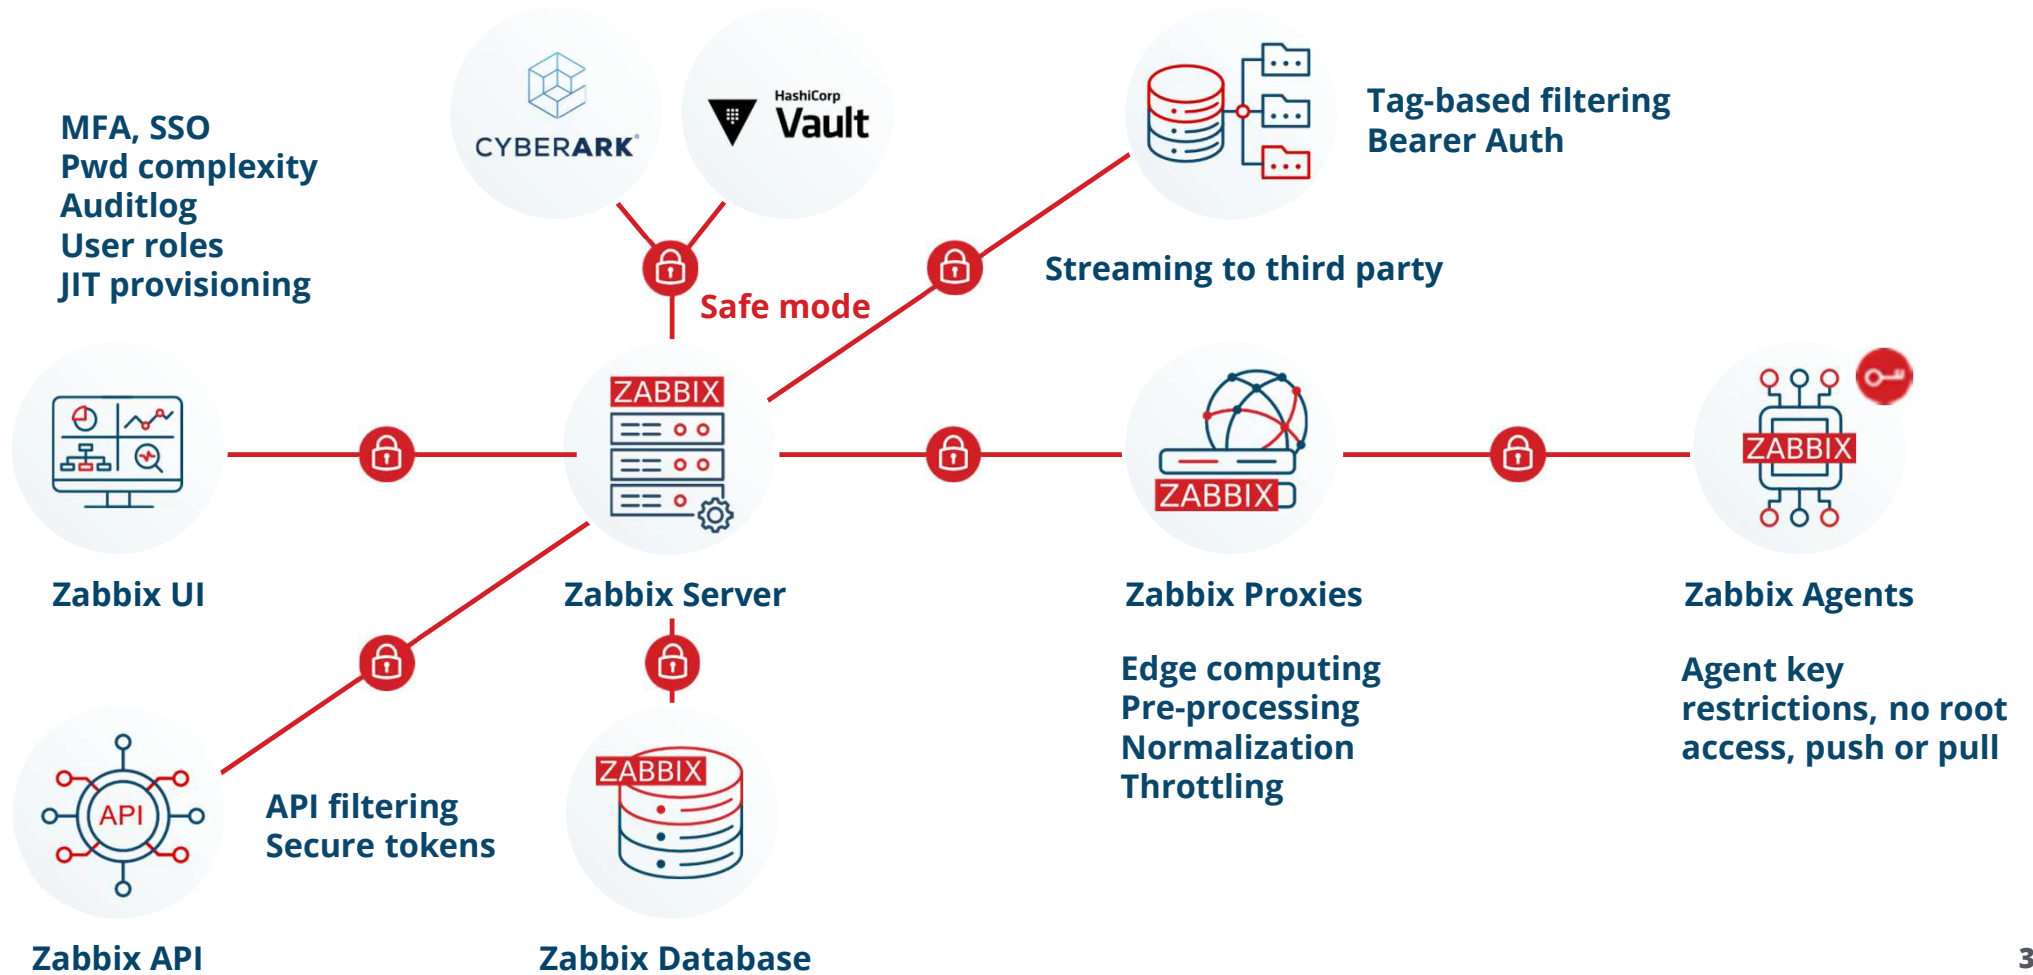 CYBERARK
HashiCorp
Vault
MFA, SSO
Pwd complexity
Auditlog
User roles
JIT provisioning
Tag-based filtering
Bearer Auth
Streaming to third party
Safe mode
ZABBIX
ZABBIX
ZABBIX
Zabbix UI
Zabbix Server
Zabbix Proxies
Zabbix Agents
Edge computing
Pre-processing
Normalization
Throttling
Agent key
restrictions, no root
access, push or pull
API
API filtering
Secure tokens
ZABBIX
Zabbix API
Zabbix Database
3